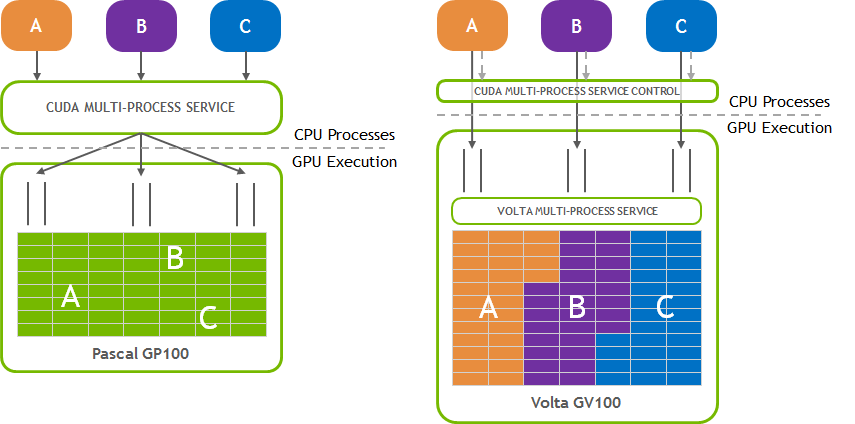 A
B
C
CUDA MULTI-PROCESS SERVICE
CPU Processes
GPU Execution
B
A
C
Pascal GP100
A
B
C
CUDA MULTI-PROCESS SERVICE CONTROL
CPU Processes
GPU Execution
VOLTA MULTI-PROCESS SERVICE
A
B
C
Volta GV100